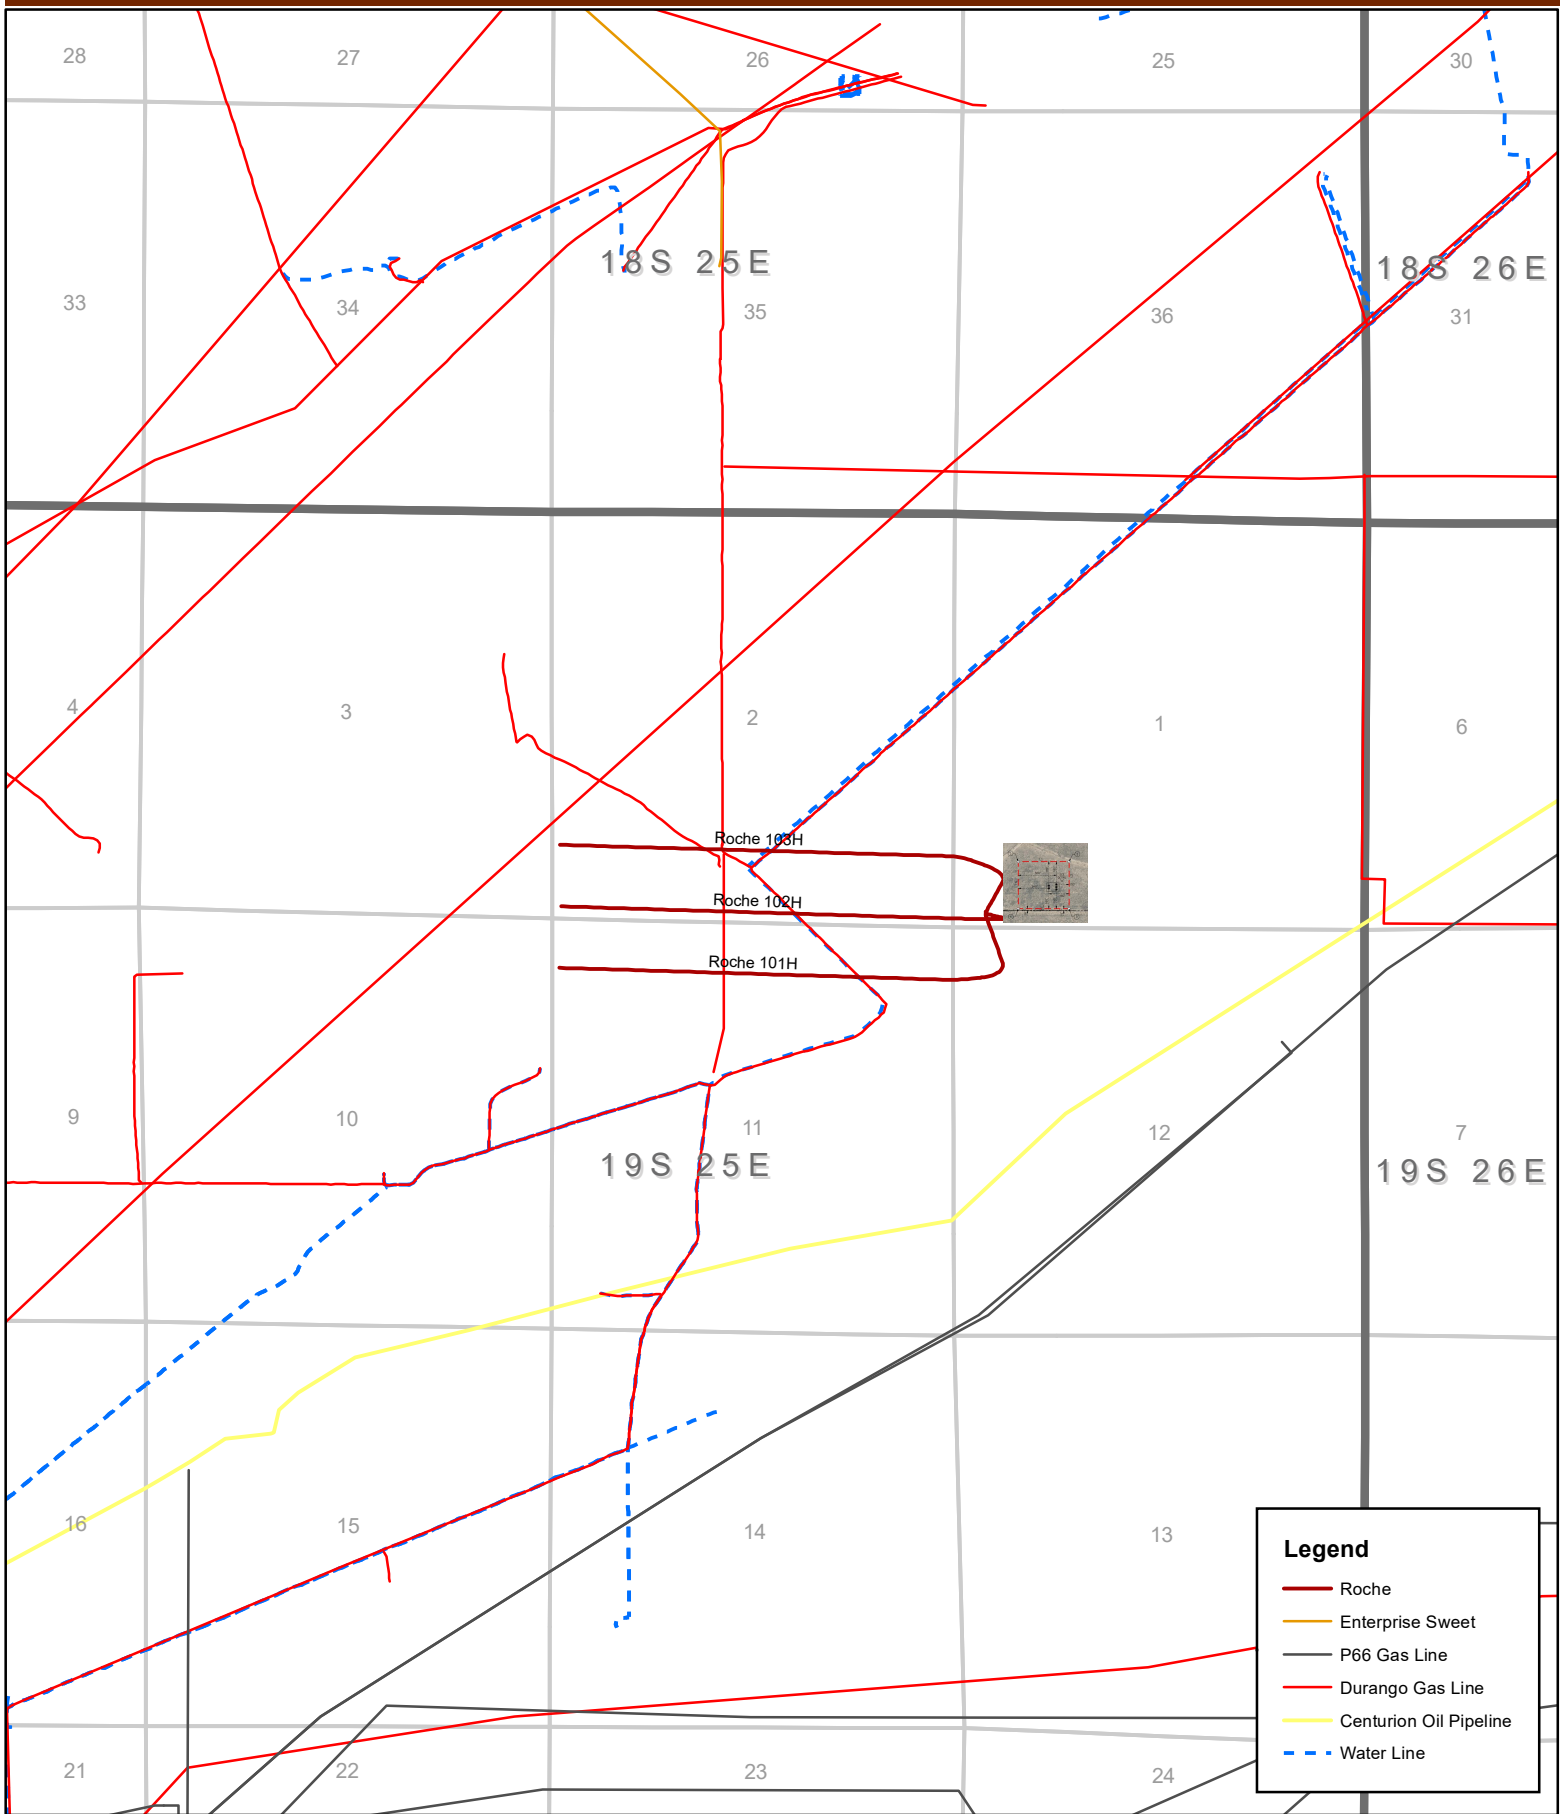 28
27
26
25
30
18S 25E
18S 26E
33
34
35
36
31
4
3
2
1
6
Roche 103H
Roche 102H
Roche 101H
9
10
11
12
7
19S 25E
19S 26E
16
15
14
13
Legend
Roche
Enterprise Sweet
P66 Gas Line
Durango Gas Line
Centurion Oil Pipeline
Water Line
21
22
23
24